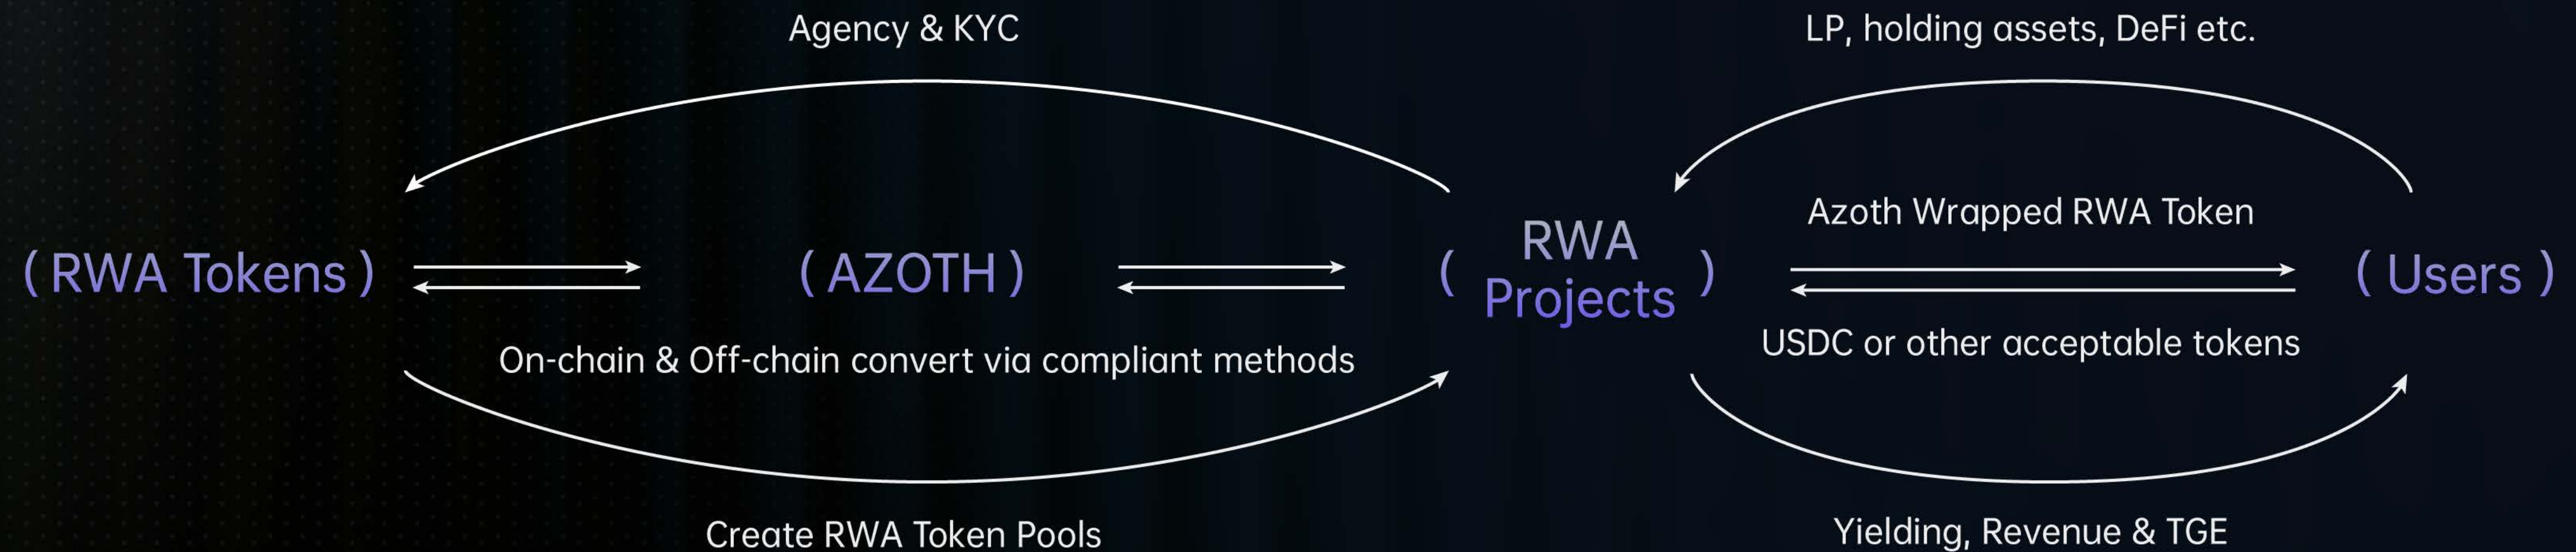 Agency & KYC
LP, holding assets, DeFi etc.
Azoth Wrapped RWA Token
( RWA Tokens )
( AZOTH )
( RWA
Projects )
( Users )
On-chain & Off-chain convert via compliant methods
USDC or other acceptable tokens
Create RWA Token Pools
Yielding, Revenue & TGE